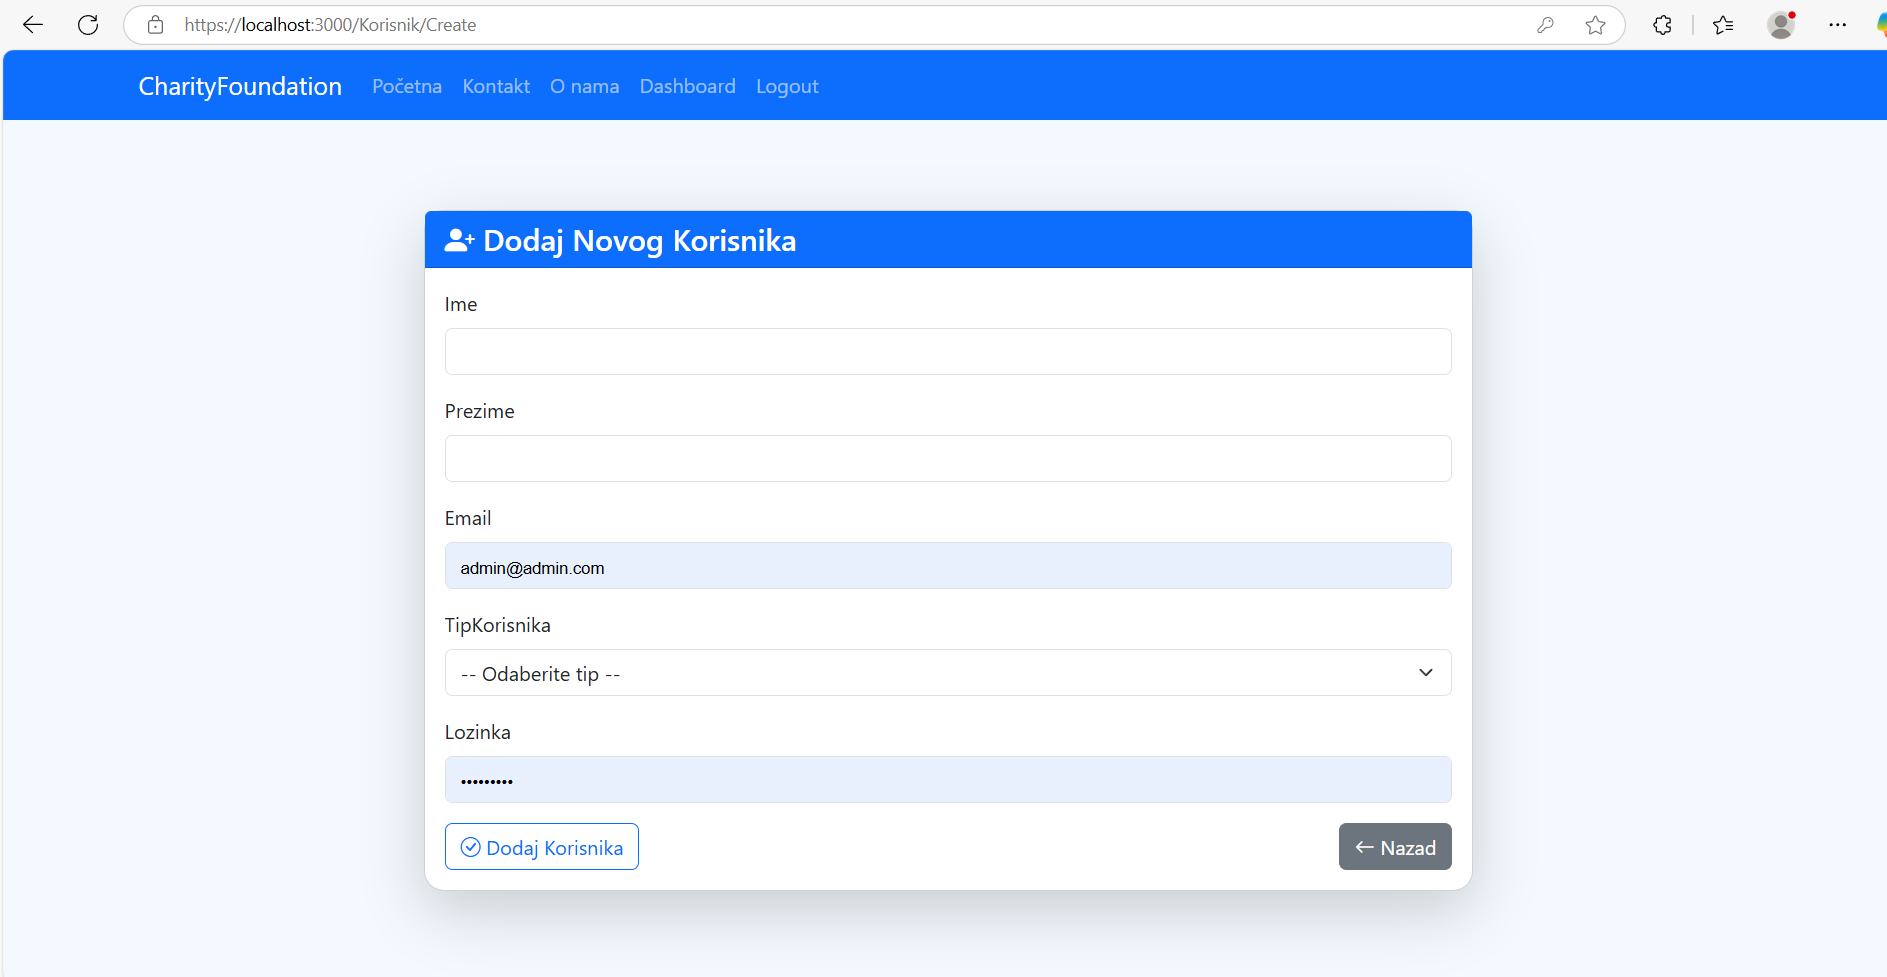 https://localhost:3000/Korisnik/Create
CharityFoundation Početna Kontakt O nama Dashboard Logout
Dodaj Novog Korisnika
Ime
Prezime
Email
admin@admin.com
TipKorisnika
-- Odaberite tip --
Lozinka
•••••••••
Dodaj Korisnika
Nazad